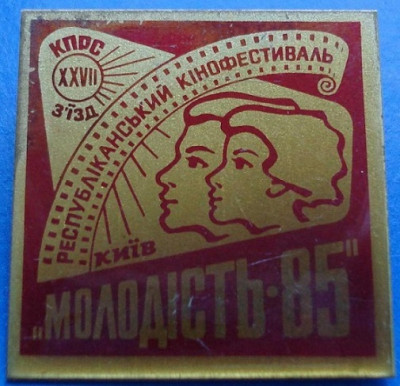 КПРС
XXVII
З'ЇЗД
РЕСПУБЛІКАНСЬКИЙ КІНОФЕСТИВАЛЬ
КИЇВ
„МОЛОДІСТЬ·85"